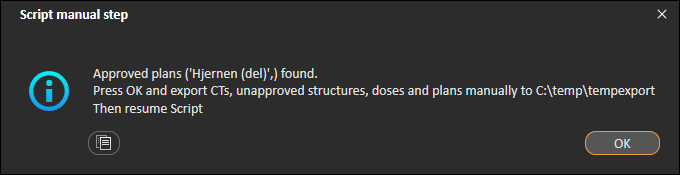 Script manual step
Approved plans ('Hjernen (del)',) found.
Press OK and export CTs, unapproved structures, doses and plans manually to C:\temp\tempexport
Then resume Script
OK